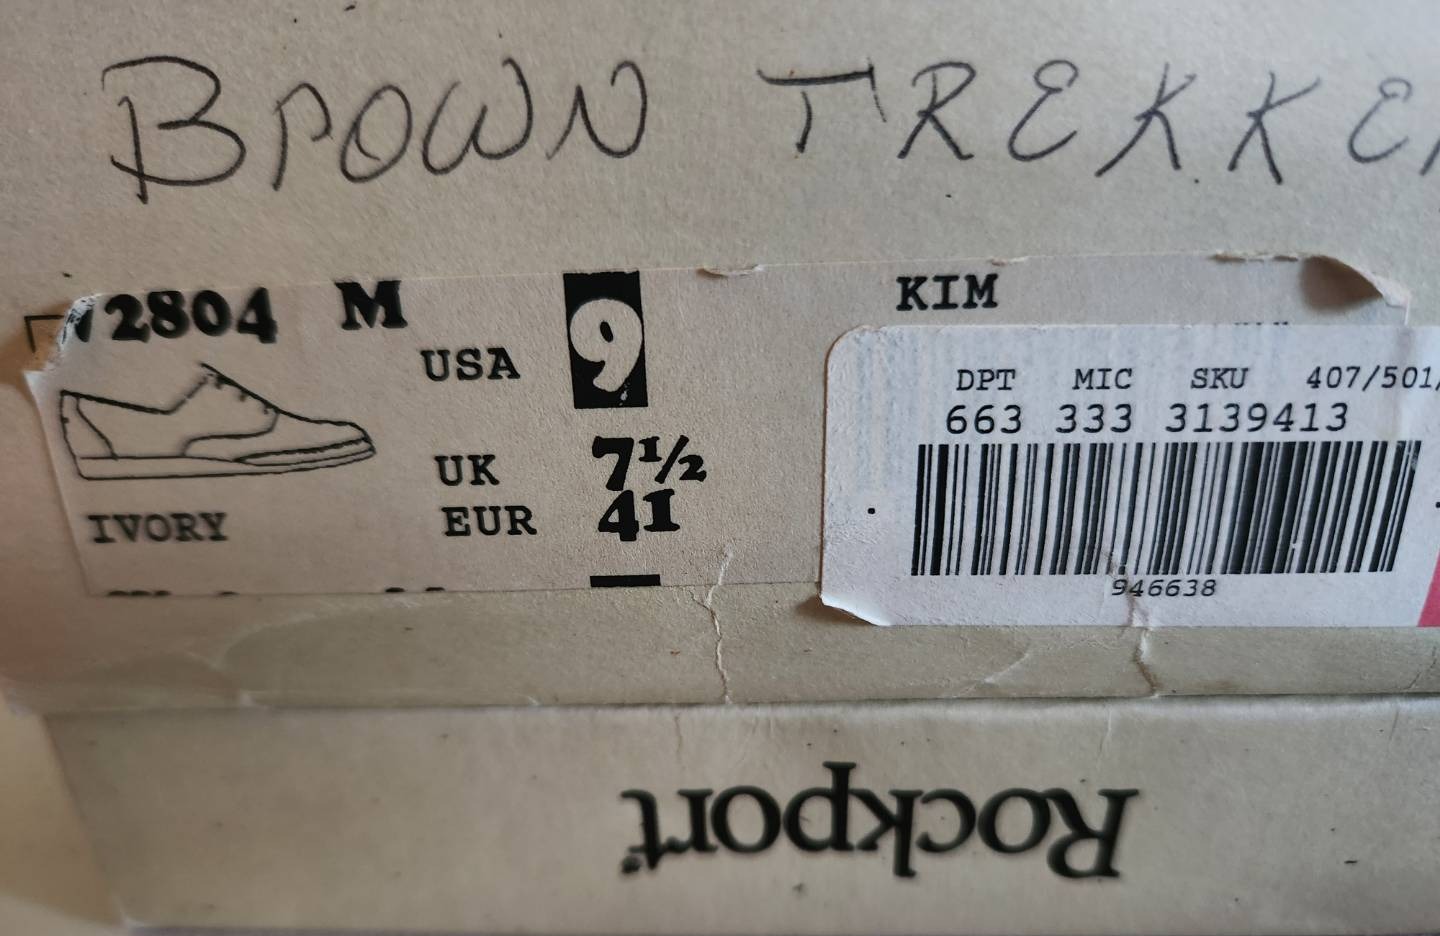 BROWN TREKKE
2804 M
USA 9
UK 7½
EUR 41
IVORY
KIM
DPT MIC SKU 407/501/
663 333 3139413
946638
Rockport